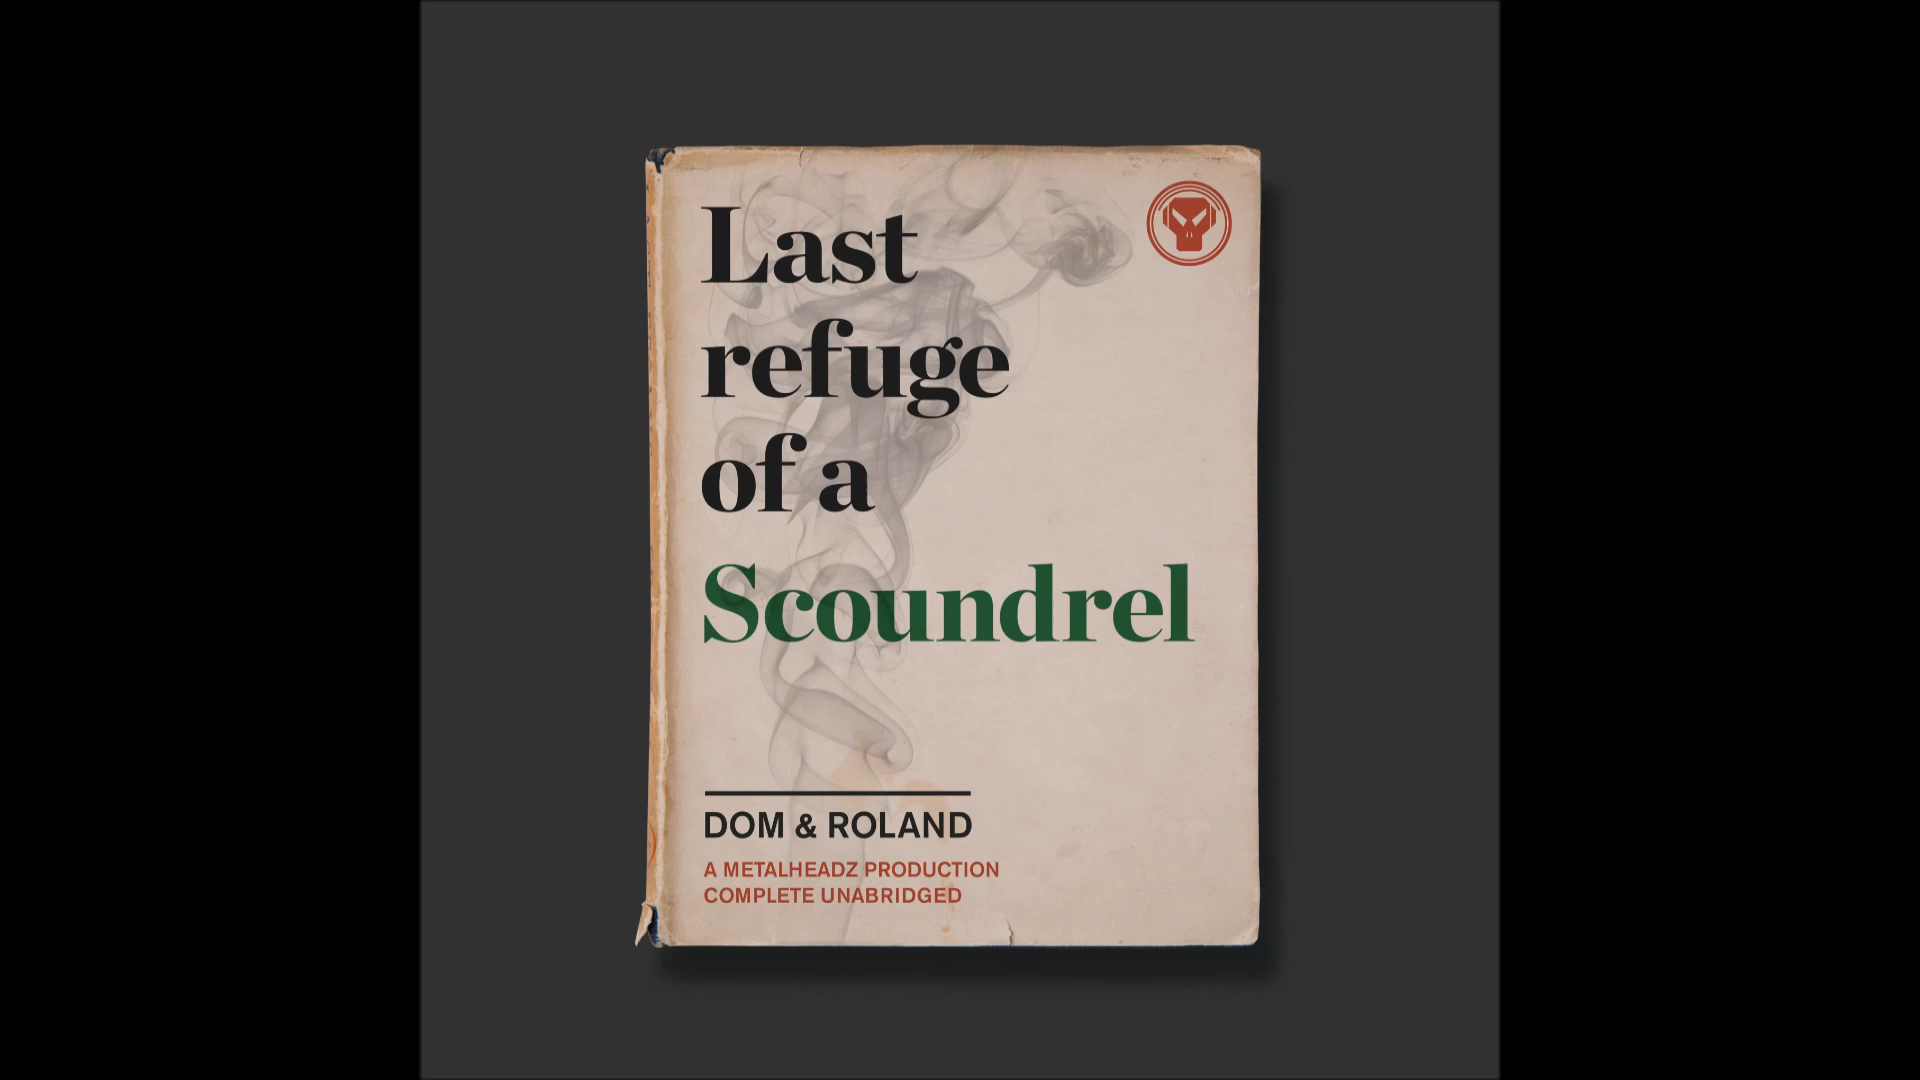 Last
refuge
of a
Scoundrel
DOM & ROLAND
A METALHEADZ PRODUCTION
COMPLETE UNABRIDGED